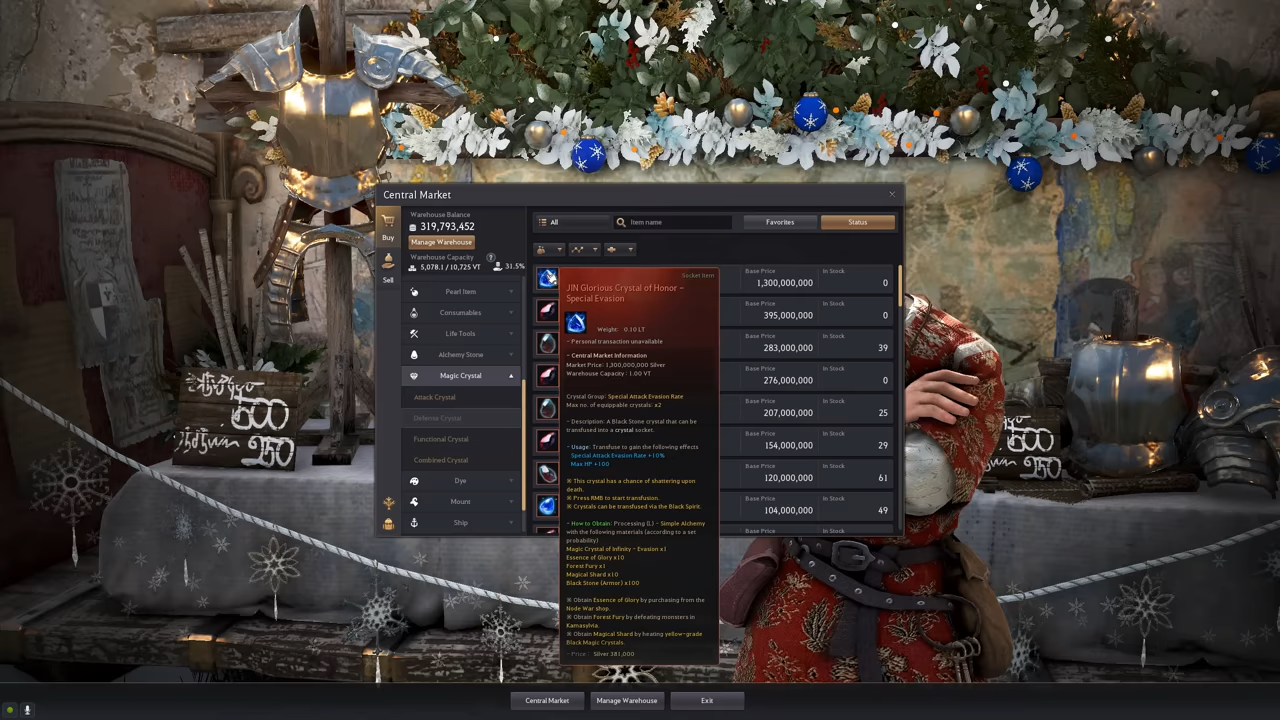 Central Market
Buy
Sell
Warehouse Balance
319,793,452
Manage Warehouse
Warehouse Capacity
?
5,078.1 / 10,725 VT
31.5%
Pearl Item
Consumables
Life Tools
Alchemy Stone
Magic Crystal
Attack Crystal
Defense Crystal
Functional Crystal
Combined Crystal
Dye
Mount
Ship
All
Item name
Favorites
Status
Socket Item
JIN Glorious Crystal of Honor -
Special Evasion
Weight: 0.10 LT
- Personal transaction unavailable
- Central Market Information
Market Price: 1,300,000,000 Silver
Warehouse Capacity : 1.00 VT
Crystal Group: Special Attack Evasion Rate
Max no. of equippable crystals: x2
- Description: A Black Stone crystal that can be
transfused into a crystal socket.
- Usage: Transfuse to gain the following effects
Special Attack Evasion Rate +10%
Max HP +100
※ This crystal has a chance of shattering upon
death.
※ Press RMB to start transfusion.
※ Crystals can be transfused via the Black Spirit.
- How to Obtain: Processing (L) - Simple Alchemy
with the following materials (according to a set
probability)
Magic Crystal of Infinity - Evasion x1
Essence of Glory x10
Forest Fury x1
Magical Shard x10
Black Stone (Armor) x100
※ Obtain Essence of Glory by purchasing from the
Node War shop.
※ Obtain Forest Fury by defeating monsters in
Kamasylvia.
※ Obtain Magical Shard by heating yellow-grade
Black Magic Crystals.
- Price : Silver 381,000
Base Price In Stock
1,300,000,000 0
Base Price In Stock
395,000,000 0
Base Price In Stock
283,000,000 39
Base Price In Stock
276,000,000 0
Base Price In Stock
207,000,000 25
Base Price In Stock
154,000,000 29
Base Price In Stock
120,000,000 61
Base Price In Stock
104,000,000 49
Base Price In Stock
Central Market
Manage Warehouse
Exit